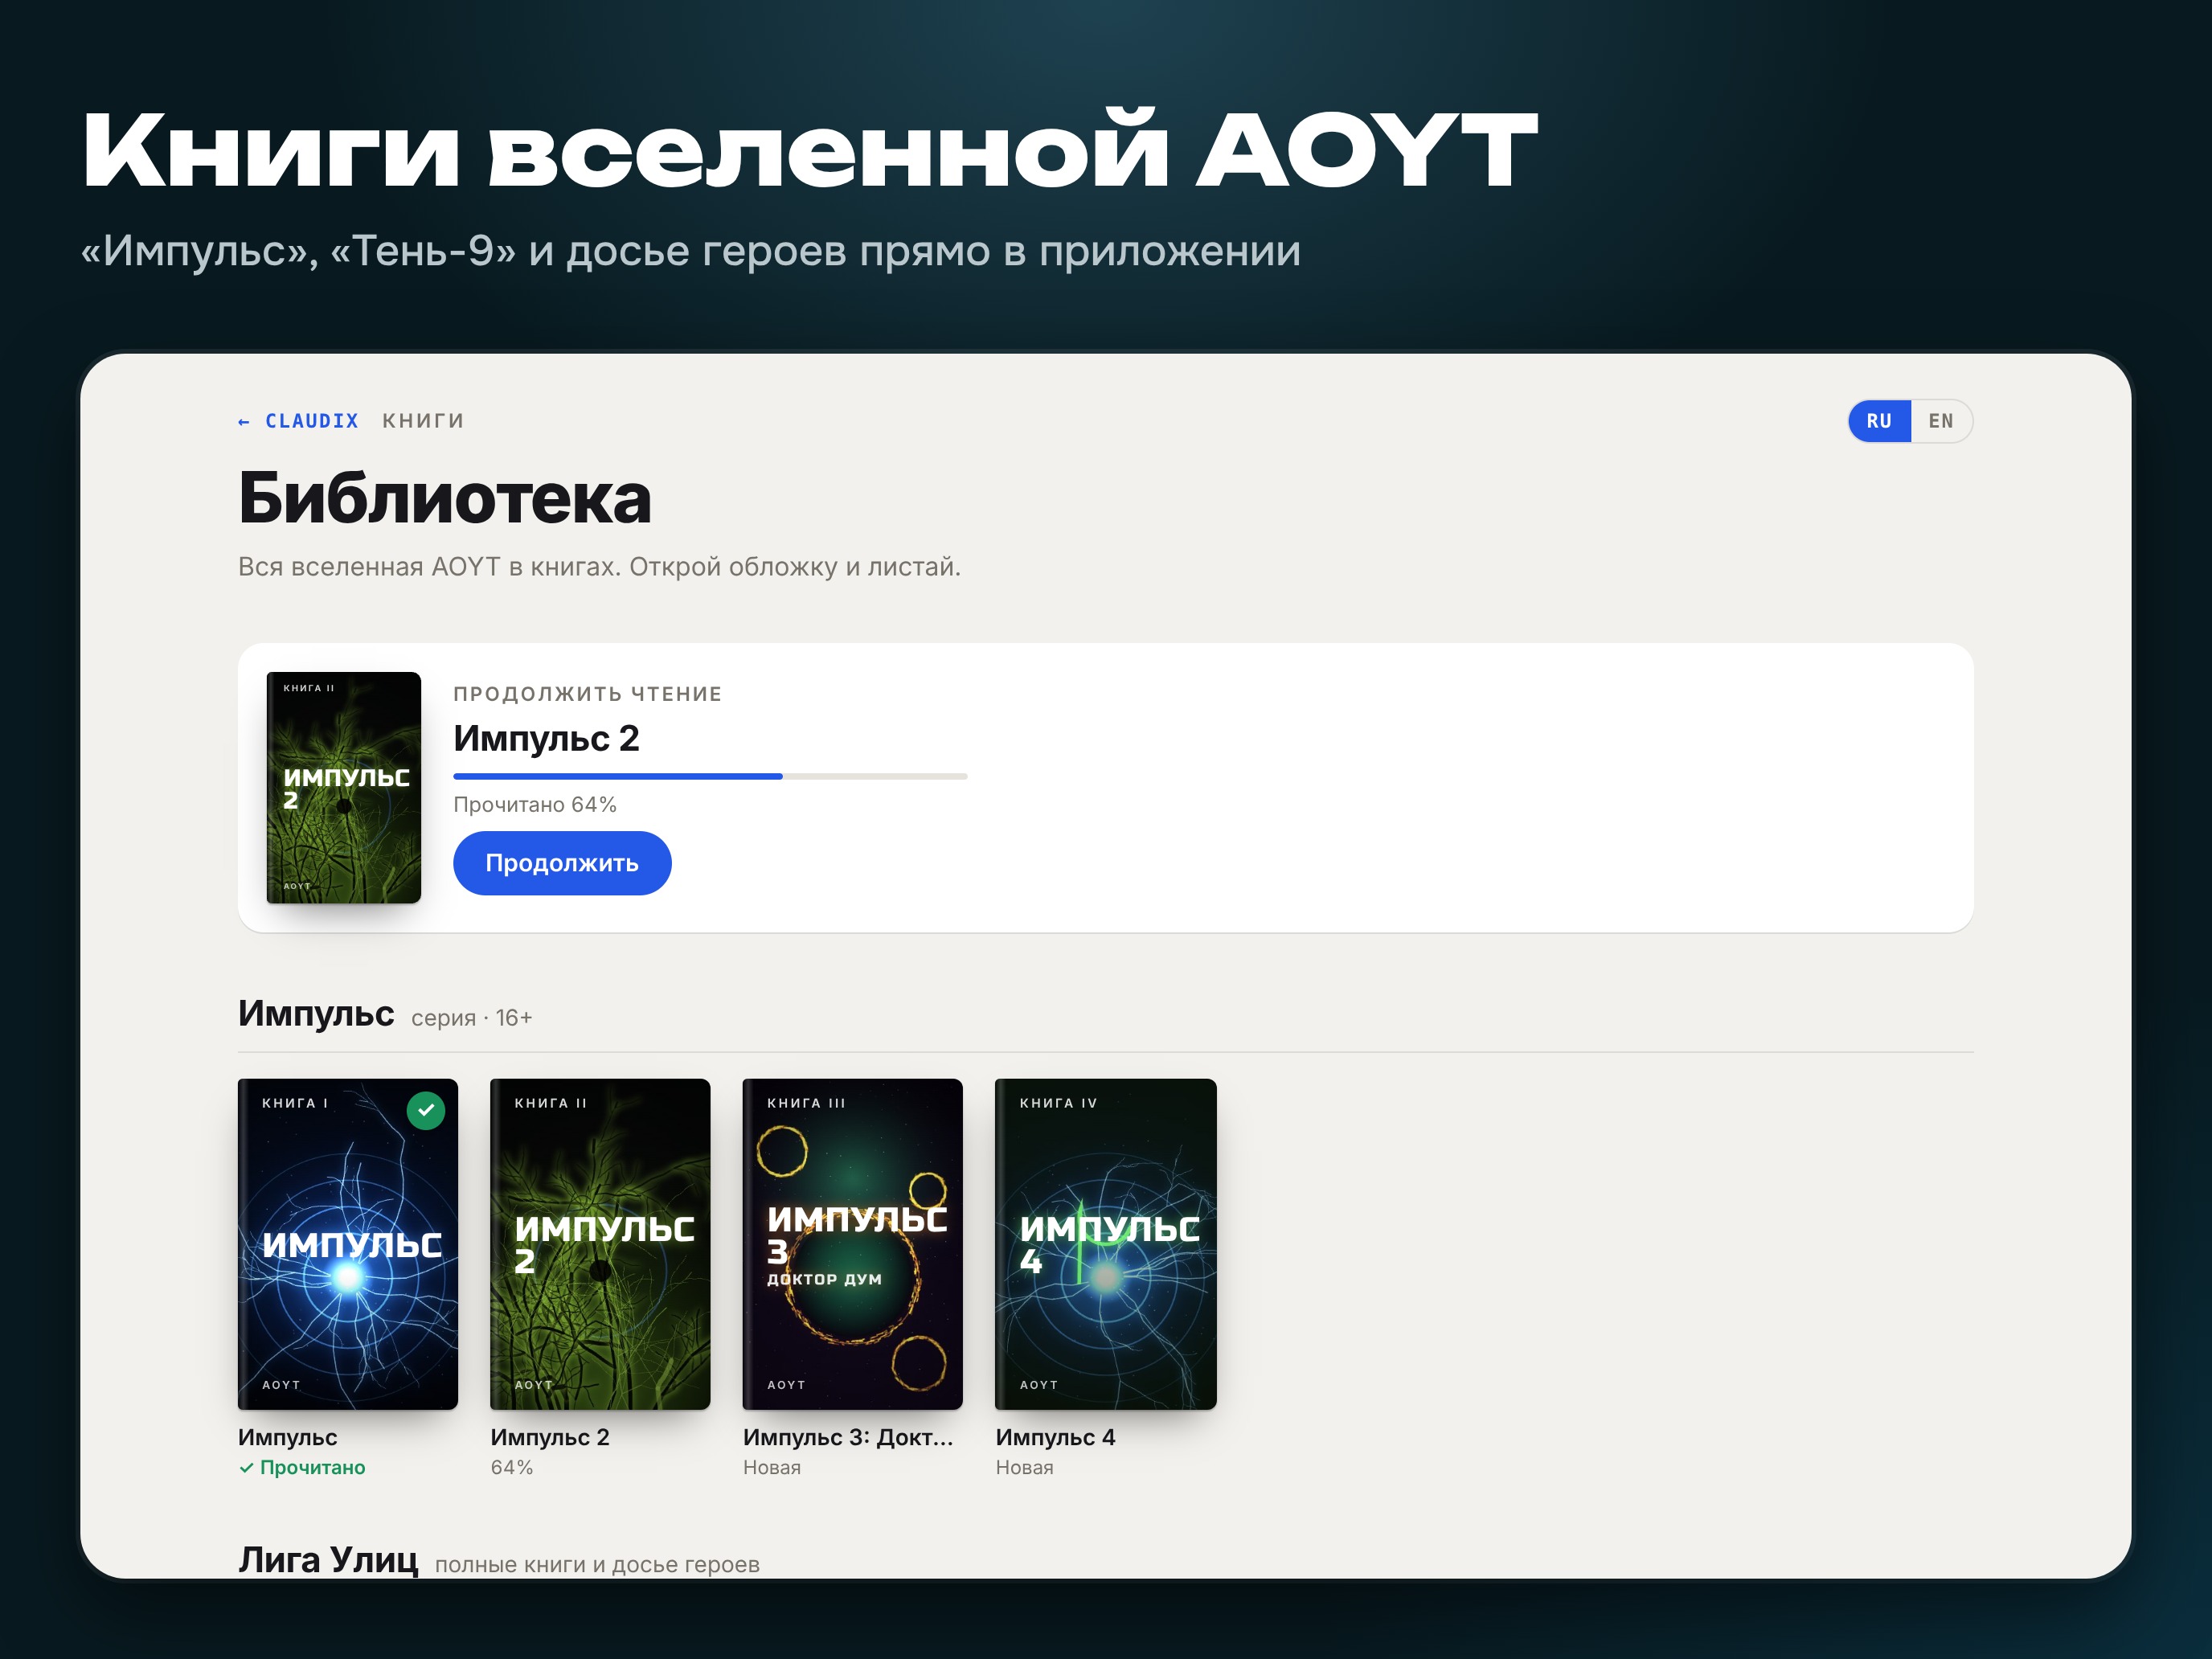 Книги вселенной AOYT
«Импульс», «Тень-9» и досье героев прямо в приложении
← CLAUDIX КНИГИ
RU EN
Библиотека
Вся вселенная AOYT в книгах. Открой обложку и листай.
КНИГА II
ИМПУЛЬС
2
AOYT
ПРОДОЛЖИТЬ ЧТЕНИЕ
Импульс 2
Прочитано 64%
Продолжить
Импульс серия · 16+
КНИГА I
ИМПУЛЬС
AOYT
КНИГА II
ИМПУЛЬС
2
AOYT
КНИГА III
ИМПУЛЬС
3
ДОКТОР ДУМ
AOYT
КНИГА IV
ИМПУЛЬС
4
AOYT
Импульс
✓ Прочитано
Импульс 2
64%
Импульс 3: Докт...
Новая
Импульс 4
Новая
Лига Улиц полные книги и досье героев